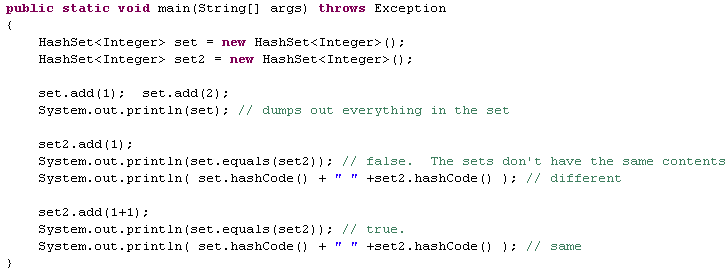 public static void main(String[] args) throws Exception
{
    HashSet<Integer> set = new HashSet<Integer>();
    HashSet<Integer> set2 = new HashSet<Integer>();

    set.add(1);  set.add(2);
    System.out.println(set); // dumps out everything in the set

    set2.add(1);
    System.out.println(set.equals(set2)); // false.  The sets don't have the same contents
    System.out.println( set.hashCode() + " " +set2.hashCode() ); // different

    set2.add(1+1);
    System.out.println(set.equals(set2)); // true.
    System.out.println( set.hashCode() + " " +set2.hashCode() ); // same
}